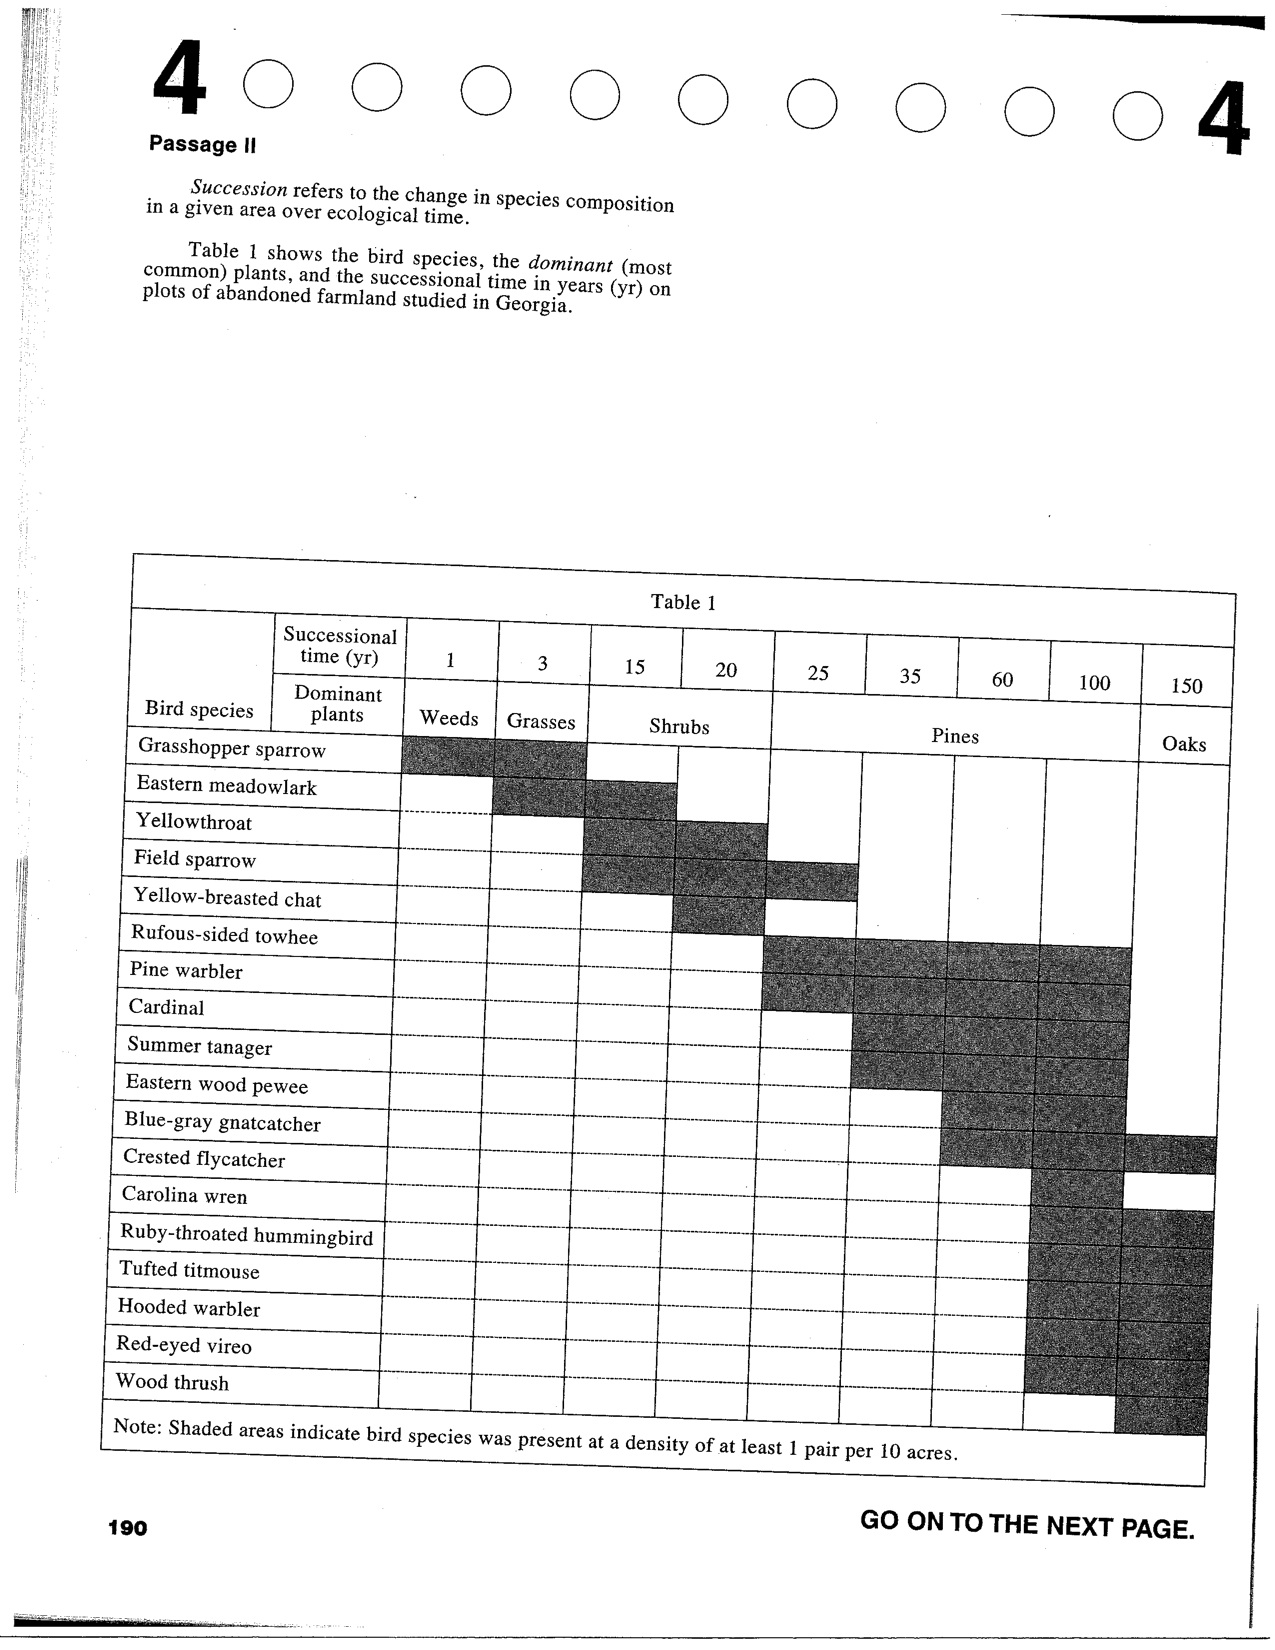 4 4
Passage II
Succession refers to the change in species composition
in a given area over ecological time.
Table 1 shows the bird species, the dominant (most
common) plants, and the successional time in years (yr) on
plots of abandoned farmland studied in Georgia.
Table 1
Bird species
Successional
time (yr)
1 3 15 20 25 35 60 100 150
Dominant
plants
Weeds Grasses Shrubs Pines Oaks
Grasshopper sparrow
Eastern meadowlark
Yellowthroat
Field sparrow
Yellow-breasted chat
Rufous-sided towhee
Pine warbler
Cardinal
Summer tanager
Eastern wood pewee
Blue-gray gnatcatcher
Crested flycatcher
Carolina wren
Ruby-throated hummingbird
Tufted titmouse
Hooded warbler
Red-eyed vireo
Wood thrush
Note: Shaded areas indicate bird species was present at a density of at least 1 pair per 10 acres.
190
GO ON TO THE NEXT PAGE.